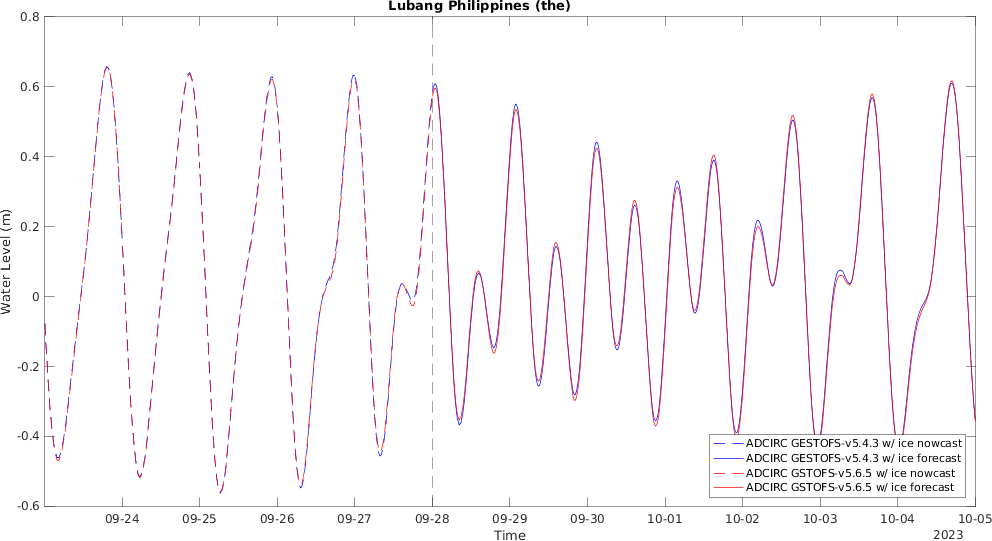 Lubang Philippines (the)
0.8
0.6
0.4
0.2
0
-0.2
-0.4
-0.6
Water Level (m)
ADCIRC GESTOFS-v5.4.3 w/ ice nowcast
ADCIRC GESTOFS-v5.4.3 w/ ice forecast
ADCIRC GSTOFS-v5.6.5 w/ ice nowcast
ADCIRC GSTOFS-v5.6.5 w/ ice forecast
09-24 09-25 09-26 09-27 09-28 09-29 09-30 10-01 10-02 10-03 10-04 10-05
Time
2023